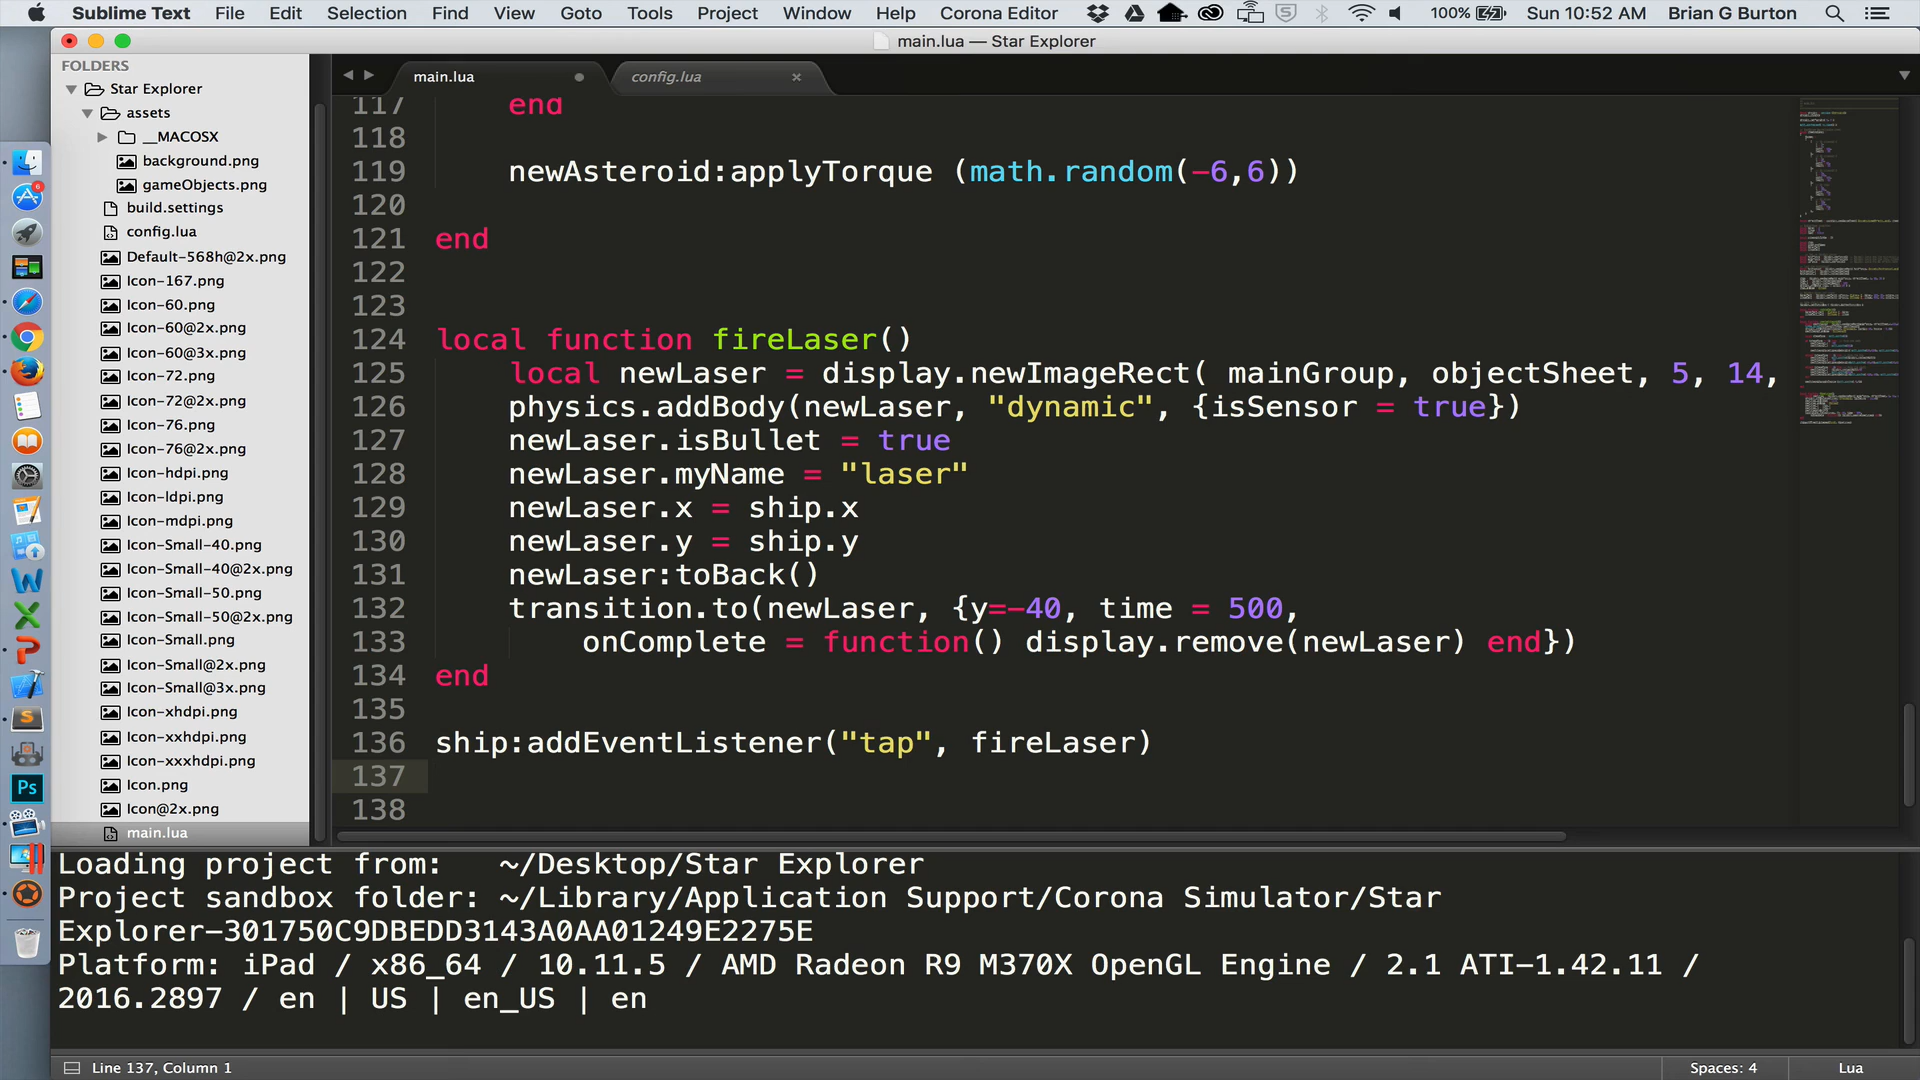 Sublime Text File Edit Selection Find View Goto Tools Project Window Help Corona Editor 100% Sun 10:52 AM Brian G Burton
main.lua — Star Explorer
FOLDERS
Star Explorer
assets
__MACOSX
background.png
gameObjects.png
build.settings
config.lua
Default-568h@2x.png
Icon-167.png
Icon-60.png
Icon-60@2x.png
Icon-60@3x.png
Icon-72.png
Icon-72@2x.png
Icon-76.png
Icon-76@2x.png
Icon-hdpi.png
Icon-ldpi.png
Icon-mdpi.png
Icon-Small-40.png
Icon-Small-40@2x.png
Icon-Small-50.png
Icon-Small-50@2x.png
Icon-Small.png
Icon-Small@2x.png
Icon-Small@3x.png
Icon-xhdpi.png
Icon-xxhdpi.png
Icon-xxxhdpi.png
Icon.png
Icon@2x.png
main.lua
main.lua config.lua
117 end
118
119 newAsteroid:applyTorque (math.random(-6,6))
120
121 end
122
123
124 local function fireLaser()
125 local newLaser = display.newImageRect( mainGroup, objectSheet, 5, 14,
126 physics.addBody(newLaser, "dynamic", {isSensor = true})
127 newLaser.isBullet = true
128 newLaser.myName = "laser"
129 newLaser.x = ship.x
130 newLaser.y = ship.y
131 newLaser:toBack()
132 transition.to(newLaser, {y=-40, time = 500,
133 onComplete = function() display.remove(newLaser) end})
134 end
135
136 ship:addEventListener("tap", fireLaser)
137
138
Loading project from: ~/Desktop/Star Explorer
Project sandbox folder: ~/Library/Application Support/Corona Simulator/Star
Explorer-301750C9DBEDD3143A0AA01249E2275E
Platform: iPad / x86_64 / 10.11.5 / AMD Radeon R9 M370X OpenGL Engine / 2.1 ATI-1.42.11 /
2016.2897 / en | US | en_US | en
Line 137, Column 1 Spaces: 4 Lua